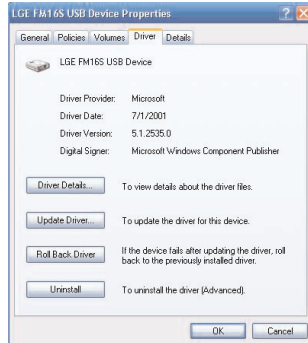 LGE FM16S USB Device Properties
General Policies Volumes Driver Details
LGE FM16S USB Device
Driver Provider: Microsoft
Driver Date: 7/1/2001
Driver Version: 5.1.2535.0
Digital Signer: Microsoft Windows Component Publisher
Driver Details... To view details about the driver files.
Update Driver... To update the driver for this device.
Roll Back Driver If the device fails after updating the driver, roll
back to the previously installed driver.
Uninstall To uninstall the driver (Advanced).
OK Cancel